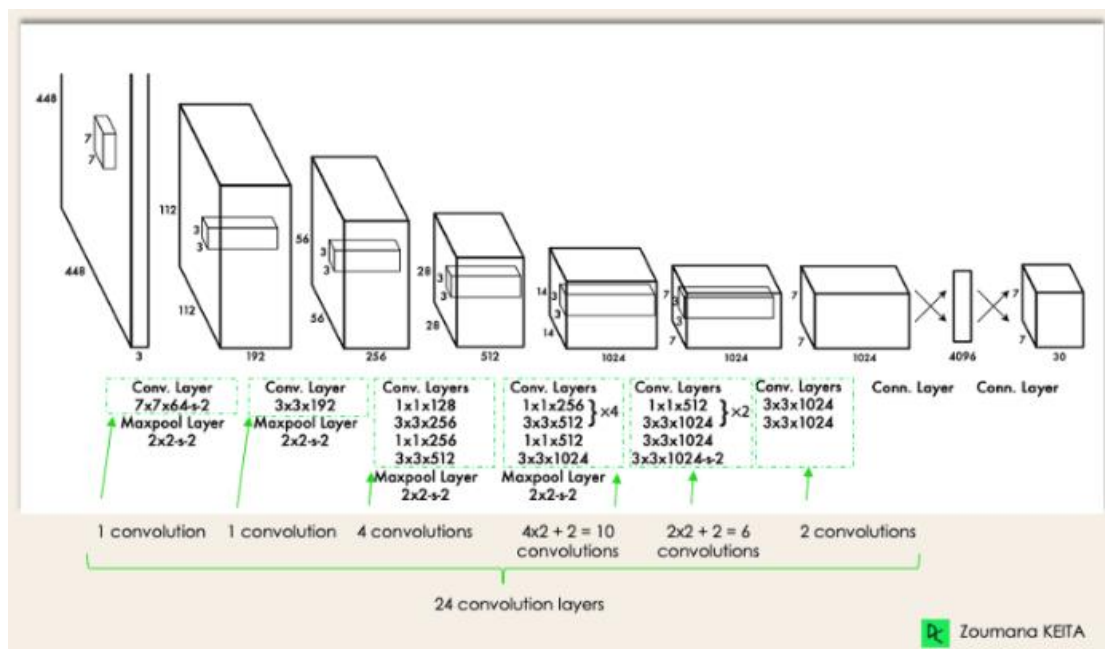 448
448
7
7
3
112
112
3
3
192
56
56
3
3
256
28
28
3
3
512
14
14
3
3
1024
7
7
3
3
1024
7
7
1024
4096
7
7
30
Conv. Layer
7x7x64-s-2
Maxpool Layer
2x2-s-2
Conv. Layer
3x3x192
Maxpool Layer
2x2-s-2
Conv. Layers
1x1x128
3x3x256
1x1x256
3x3x512
Maxpool Layer
2x2-s-2
Conv. Layers
1x1x256
3x3x512
}×4
1x1x512
3x3x1024
Maxpool Layer
2x2-s-2
Conv. Layers
1x1x512
3x3x1024
}×2
3x3x1024
3x3x1024-s-2
Conv. Layers
3x3x1024
3x3x1024
Conn. Layer
Conn. Layer
1 convolution
1 convolution
4 convolutions
4x2 + 2 = 10
convolutions
2x2 + 2 = 6
convolutions
2 convolutions
24 convolution layers
DC Zoumana KEITA